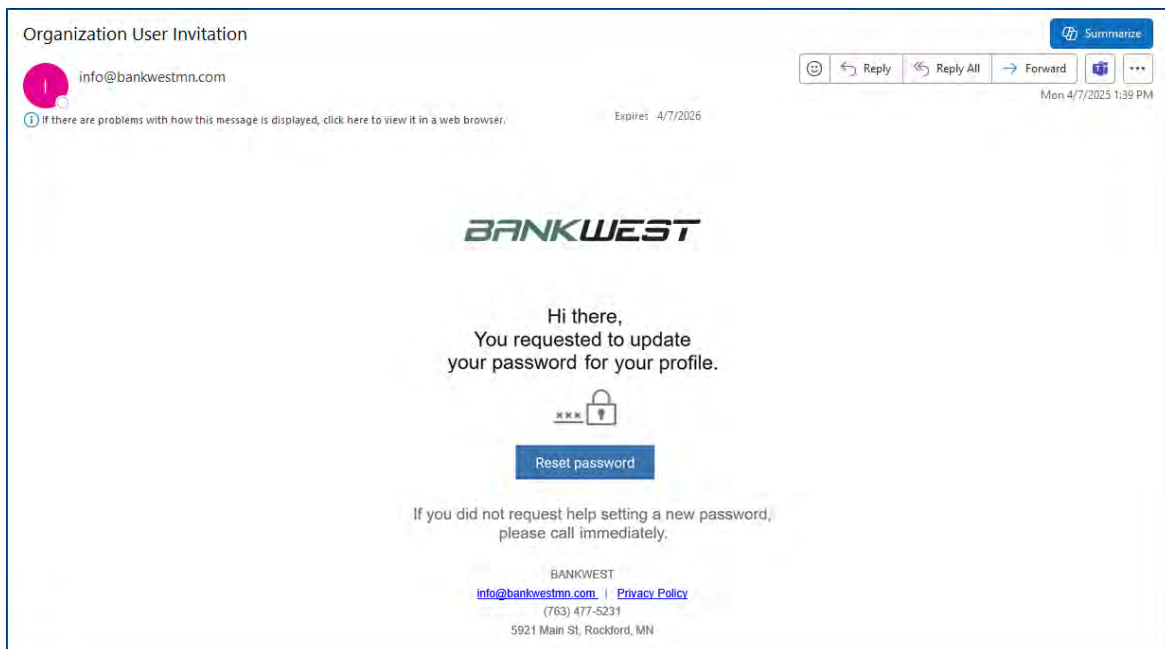 Organization User Invitation
Summarize
I
info@bankwestmn.com
Reply
Reply All
Forward
Mon 4/7/2025 1:39 PM
If there are problems with how this message is displayed, click here to view it in a web browser.
Expires 4/7/2026
BANKWEST
Hi there,
You requested to update
your password for your profile.
xxx
Reset password
If you did not request help setting a new password,
please call immediately.
BANKWEST
info@bankwestmn.com | Privacy Policy
(763) 477-5231
5921 Main St, Rockford, MN